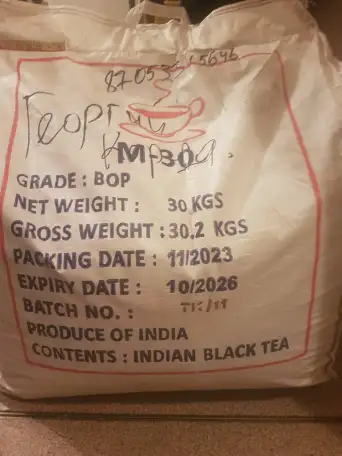 Георгий
M-30
GRADE : BOP
NET WEIGHT : 30 KGS
GROSS WEIGHT : 30.2 KGS
PACKING DATE : 11/2023
EXPIRY DATE : 10/2026
BATCH NO. :
PRODUCE OF INDIA
CONTENTS : INDIAN BLACK TEA